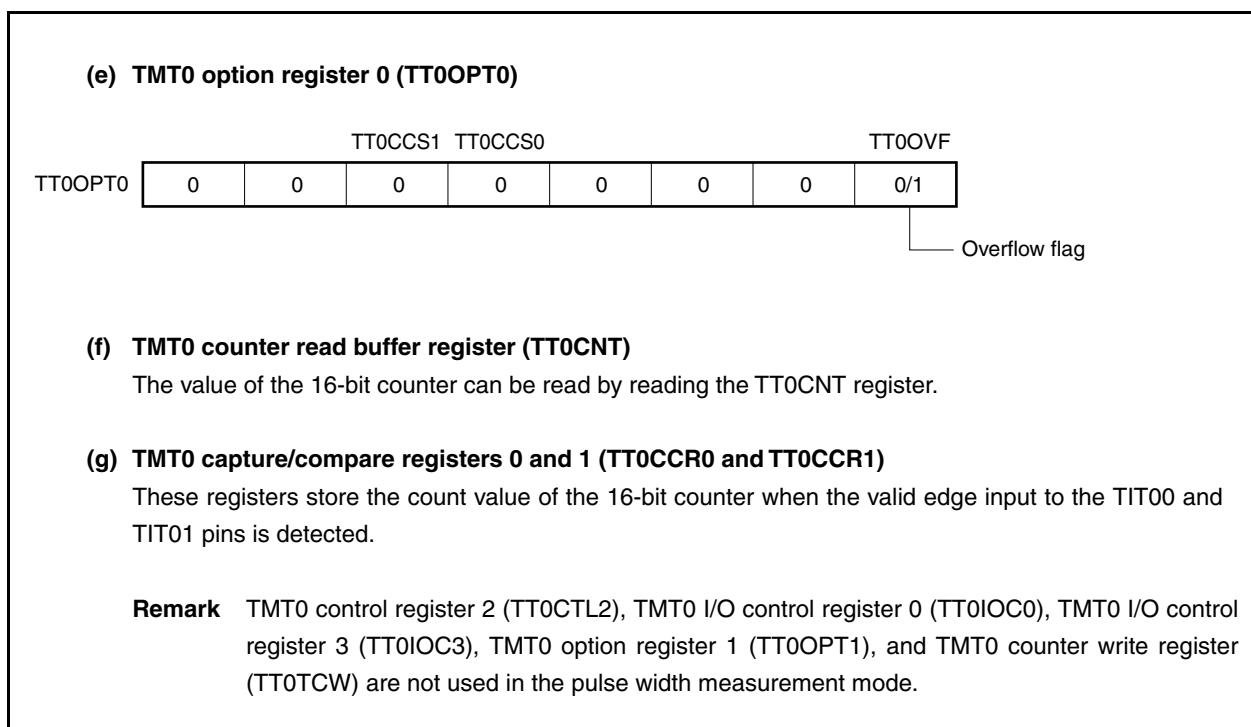 (e) TMT0 option register 0 (TT0OPT0)
TT0CCS1 TT0CCS0 TT0OVF
TT0OPT0 0 0 0 0 0 0 0 0/1
Overflow flag
(f) TMT0 counter read buffer register (TT0CNT)
The value of the 16-bit counter can be read by reading the TT0CNT register.
(g) TMT0 capture/compare registers 0 and 1 (TT0CCR0 and TT0CCR1)
These registers store the count value of the 16-bit counter when the valid edge input to the TIT00 and
TIT01 pins is detected.
Remark TMT0 control register 2 (TT0CTL2), TMT0 I/O control register 0 (TT0IOC0), TMT0 I/O control
register 3 (TT0IOC3), TMT0 option register 1 (TT0OPT1), and TMT0 counter write register
(TT0TCW) are not used in the pulse width measurement mode.